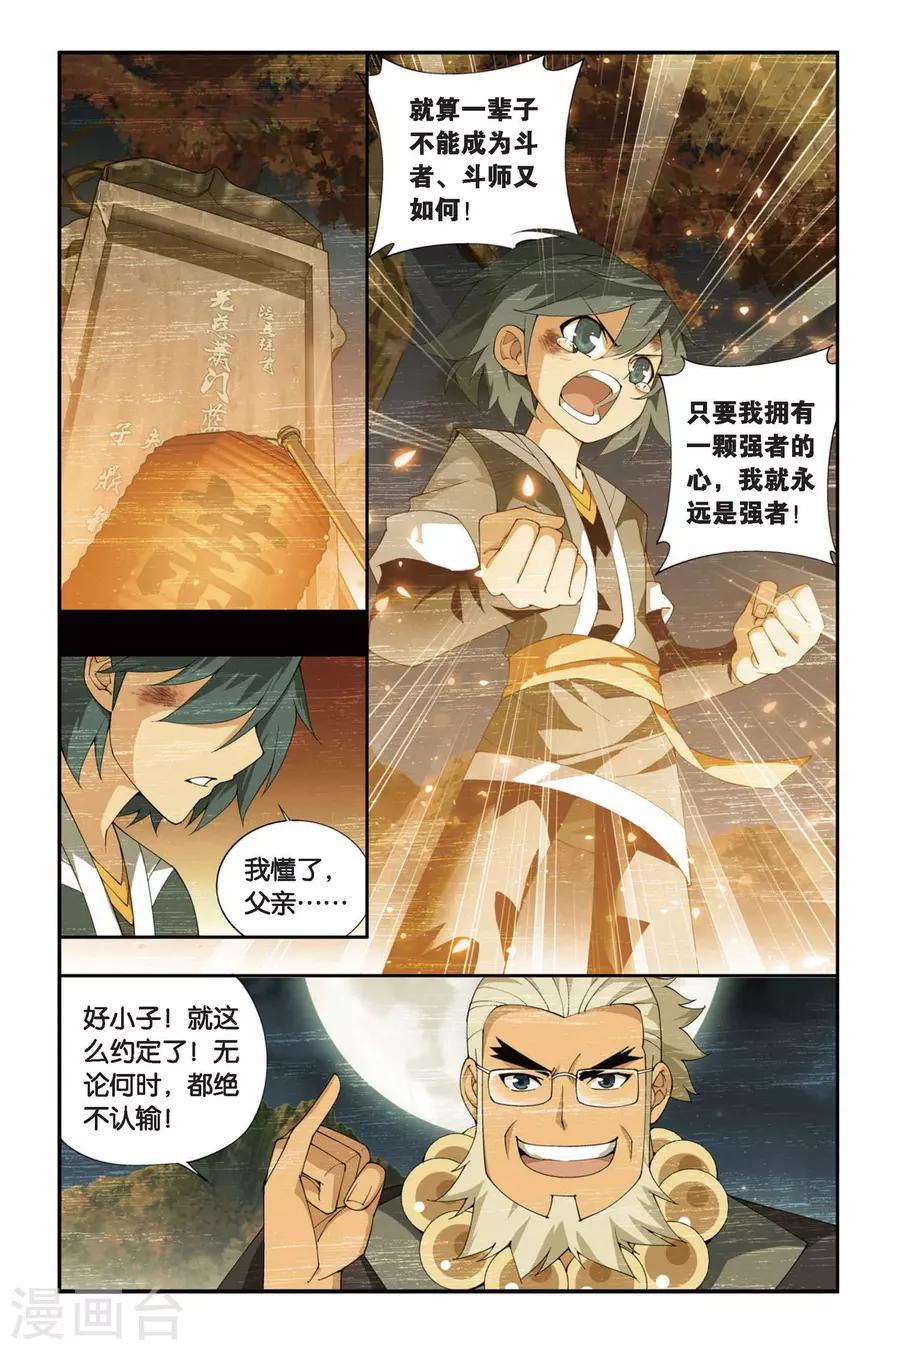 就算一辈子
不能成为斗
者、斗师又
如何！
只要我拥有
一颗强者的
心，我就永
远是强者！
我懂了，
父亲……
好小子！就这
么约定了！无
论何时，都绝
不认输！
漫画台